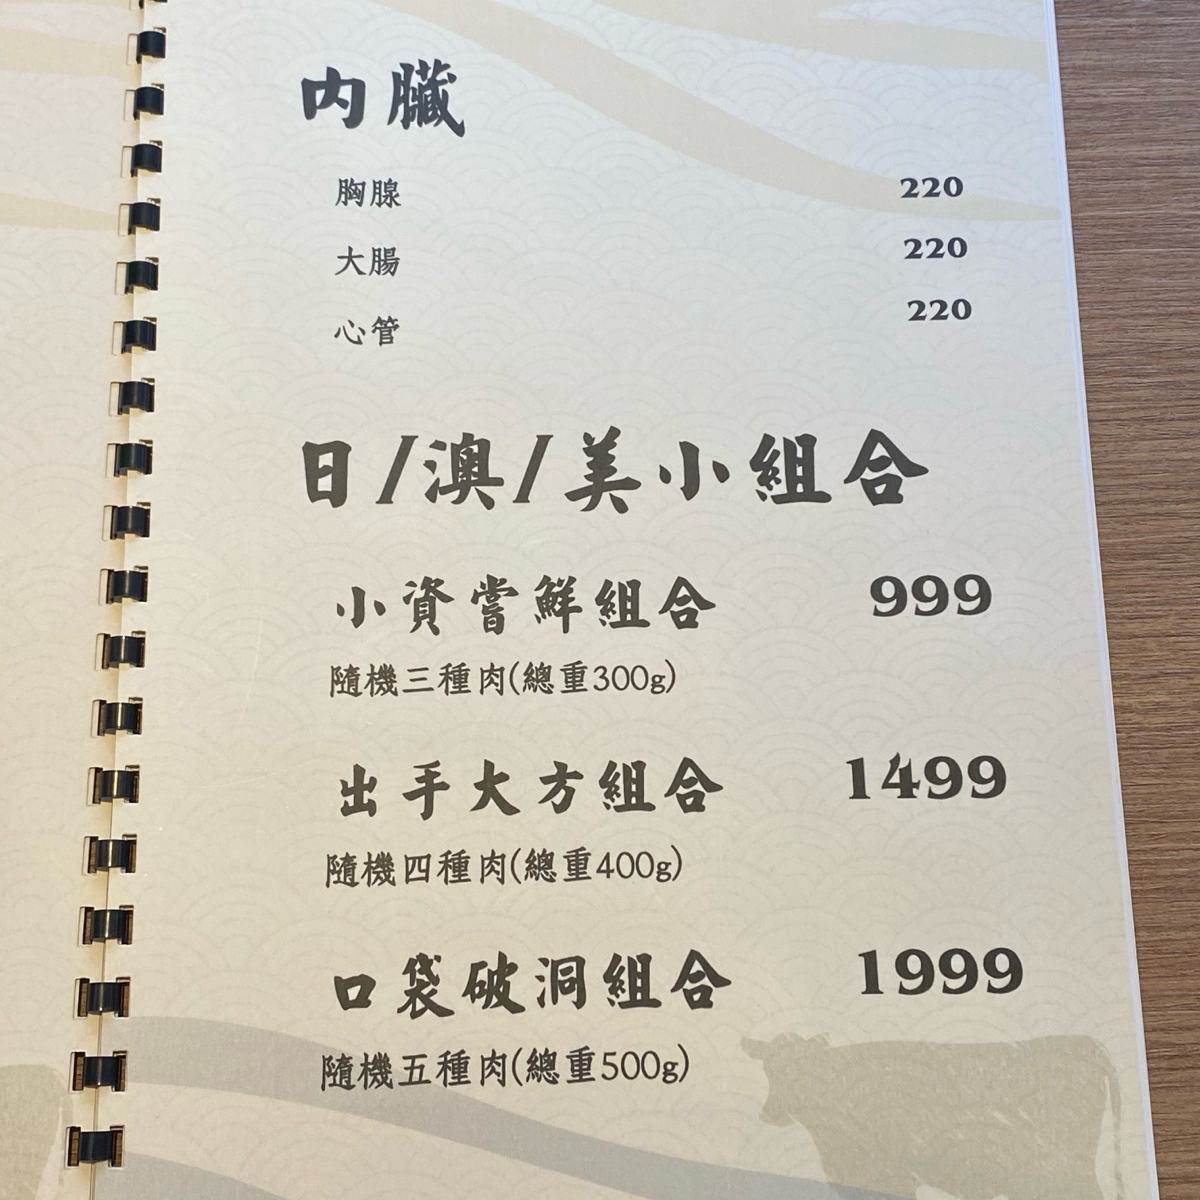 內臟
胸腺 220
大腸 220
心管 220
日/澳/美小組合
小資嘗鮮組合 999
隨機三種肉(總重300g)
出手大方組合 1499
隨機四種肉(總重400g)
口袋破洞組合 1999
隨機五種肉(總重500g)